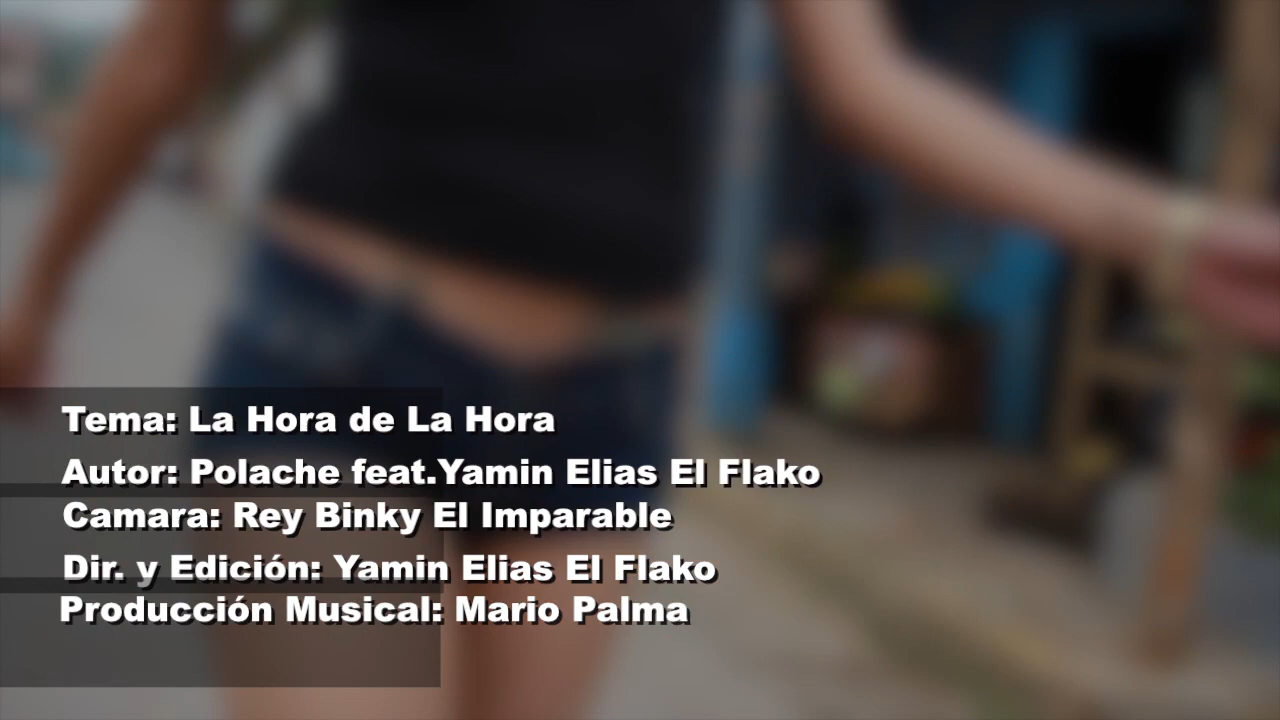 Tema: La Hora de La Hora
Autor: Polache feat.Yamin Elias El Flako
Camara: Rey Binky El Imparable
Dir. y Edición: Yamin Elias El Flako
Producción Musical: Mario Palma